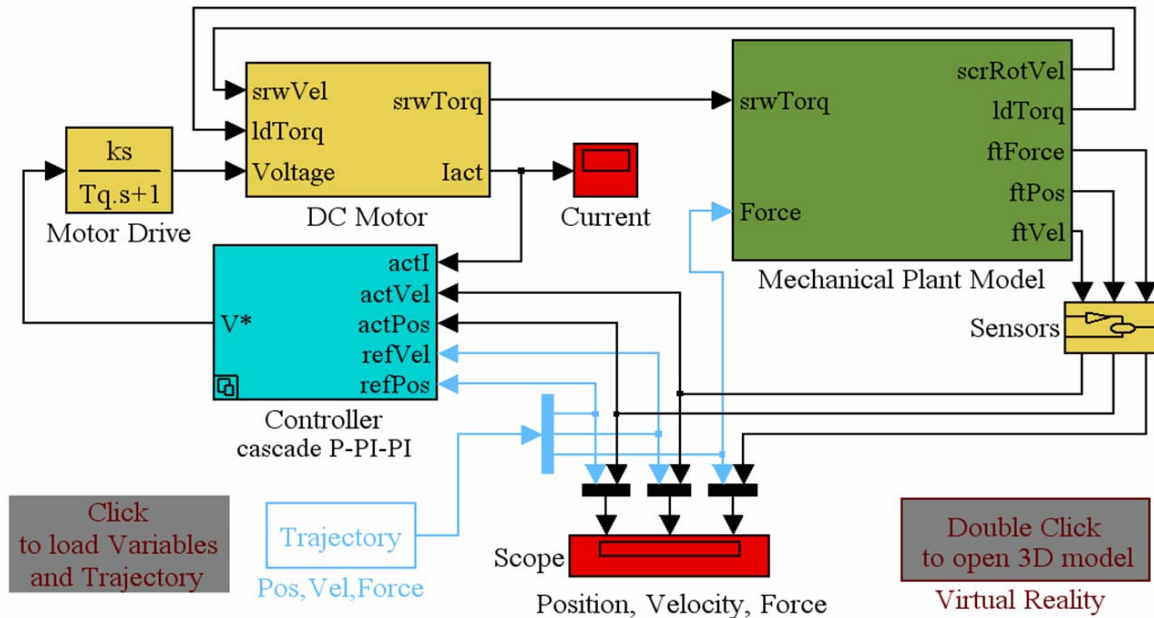 srwVel
ldTorq
Voltage
srwTorq
Iact
DC Motor
ks
Tq.s+1
Motor Drive
Current
srwTorq
Force
scrRotVel
ldTorq
ftForce
ftPos
ftVel
Mechanical Plant Model
Sensors
V*
actI
actVel
actPos
refVel
refPos
Controller
cascade P-PI-PI
Click
to load Variables
and Trajectory
Trajectory
Pos,Vel,Force
Scope
Position, Velocity, Force
Double Click
to open 3D model
Virtual Reality